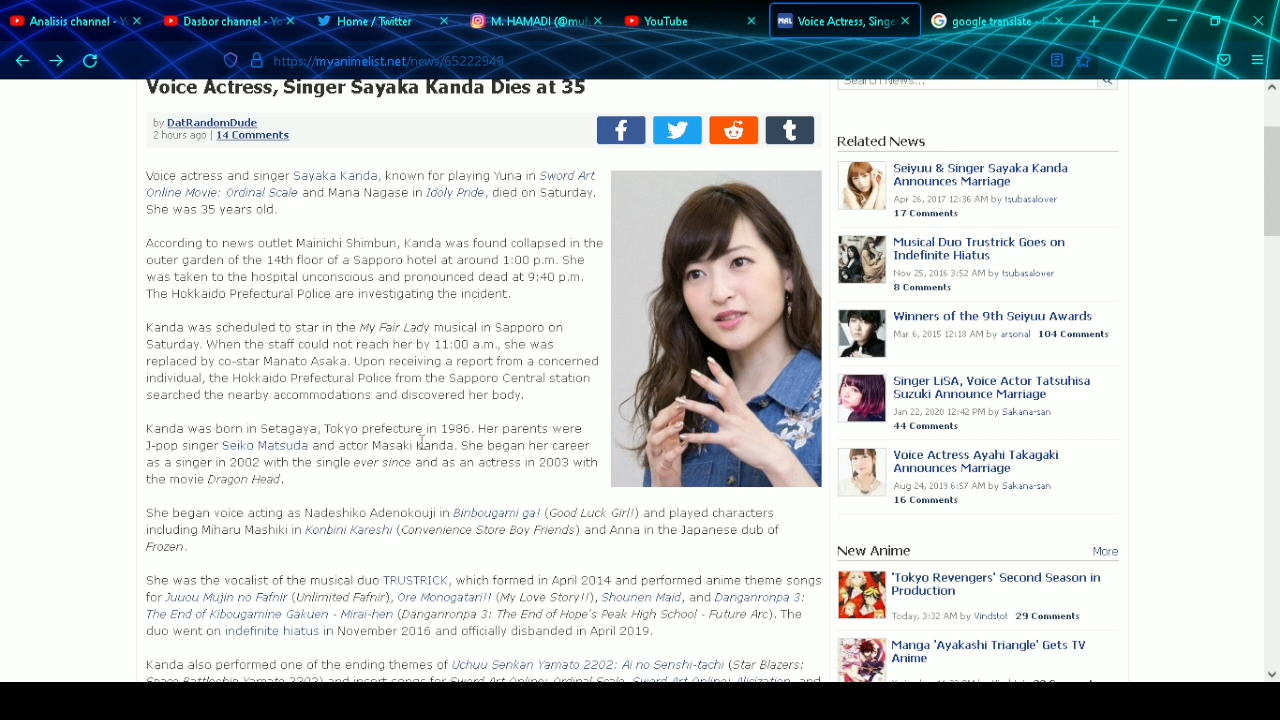 Analisis channel - Y
Dasbor channel - Yo
Home / Twitter
M. HAMADI (@mul
YouTube
MAL Voice Actress, Singe
google translate -
https://myanimelist.net/news/65222949
Voice Actress, Singer Sayaka Kanda Dies at 35
by DatRandomDude
2 hours ago | 14 Comments
Voice actress and singer Sayaka Kanda, known for playing Yuna in Sword Art
Online Movie: Ordinal Scale and Mana Nagase in Idoly Pride, died on Saturday.
She was 35 years old.
According to news outlet Mainichi Shimbun, Kanda was found collapsed in the
outer garden of the 14th floor of a Sapporo hotel at around 1:00 p.m. She
was taken to the hospital unconscious and pronounced dead at 9:40 p.m.
The Hokkaido Prefectural Police are investigating the incident.
Kanda was scheduled to star in the My Fair Lady musical in Sapporo on
Saturday. When the staff could not reach her by 11:00 a.m., she was
replaced by co-star Manato Asaka. Upon receiving a report from a concerned
individual, the Hokkaido Prefectural Police from the Sapporo Central station
searched the nearby accommodations and discovered her body.
Kanda was born in Setagaya, Tokyo prefecture in 1986. Her parents were
J-pop singer Seiko Matsuda and actor Masaki Kanda. She began her career
as a singer in 2002 with the single ever since and as an actress in 2003 with
the movie Dragon Head.
She began voice acting as Nadeshiko Adenokouji in Binbougami ga! (Good Luck Girl!) and played characters
including Miharu Mashiki in Konbini Kareshi (Convenience Store Boy Friends) and Anna in the Japanese dub of
Frozen.
She was the vocalist of the musical duo TRUSTRICK, which formed in April 2014 and performed anime theme songs
for Juuou Mujin no Fafnir (Unlimited Fafnir), Ore Monogatari!! (My Love Story!!), Shounen Maid, and Danganronpa 3:
The End of Kibougamine Gakuen - Mirai-hen (Danganronpa 3: The End of Hope's Peak High School - Future Arc). The
duo went on indefinite hiatus in November 2016 and officially disbanded in April 2019.
Kanda also performed one of the ending themes of Uchuu Senkan Yamato 2202: Ai no Senshi-tachi (Star Blazers:
Space Battleship Yamato 2202) and insert songs for Sword Art Online: Ordinal Scale, Sword Art Online: Alicization, and
Search News...
Related News
Seiyuu & Singer Sayaka Kanda
Announces Marriage
Apr 26, 2017 12:36 AM by tsubasalover
17 Comments
Musical Duo Trustrick Goes on
Indefinite Hiatus
Nov 25, 2016 3:52 AM by tsubasalover
8 Comments
Winners of the 9th Seiyuu Awards
Mar 6, 2015 12:18 AM by arsonal 104 Comments
Singer LiSA, Voice Actor Tatsuhisa
Suzuki Announce Marriage
Jan 22, 2020 12:42 PM by Sakana-san
44 Comments
Voice Actress Ayahi Takagaki
Announces Marriage
Aug 24, 2019 6:57 AM by Sakana-san
16 Comments
New Anime More
'Tokyo Revengers' Second Season in
Production
Today, 3:32 AM by Vindstot 29 Comments
Manga 'Ayakashi Triangle' Gets TV
Anime